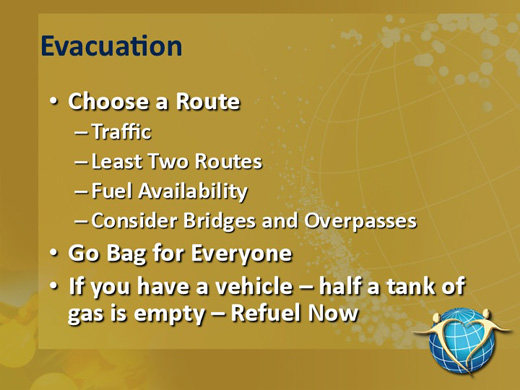 Evacuation
• Choose a Route
– Traffic
– Least Two Routes
– Fuel Availability
– Consider Bridges and Overpasses
• Go Bag for Everyone
• If you have a vehicle – half a tank of
gas is empty – Refuel Now